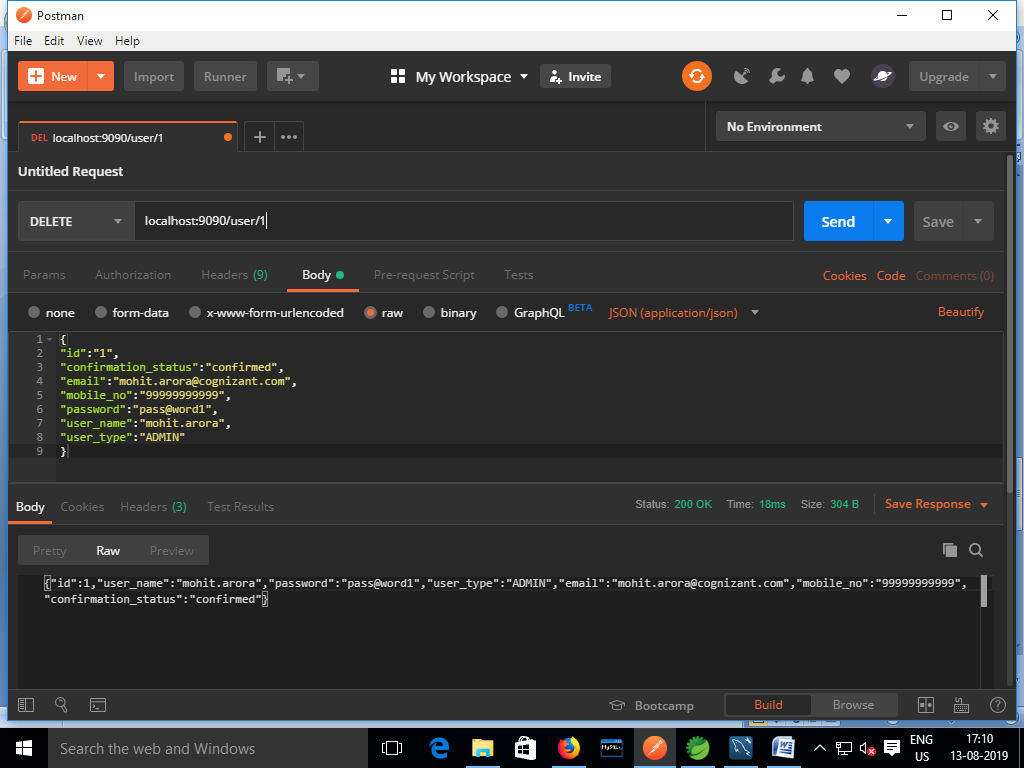 Postman
File Edit View Help
New Import Runner My Workspace Invite Upgrade
DEL localhost:9090/user/1 No Environment
Untitled Request
DELETE localhost:9090/user/1 Send Save
Params Authorization Headers (9) Body Pre-request Script Tests Cookies Code Comments (0)
none form-data x-www-form-urlencoded raw binary GraphQL BETA JSON (application/json) Beautify
1 {
2 "id":"1",
3 "confirmation_status":"confirmed",
4 "email":"mohit.arora@cognizant.com",
5 "mobile_no":"99999999999",
6 "password":"pass@word1",
7 "user_name":"mohit.arora",
8 "user_type":"ADMIN"
9 }
Body Cookies Headers (3) Test Results Status: 200 OK Time: 18ms Size: 304 B Save Response
Pretty Raw Preview
{"id":1,"user_name":"mohit.arora","password":"pass@word1","user_type":"ADMIN","email":"mohit.arora@cognizant.com","mobile_no":"99999999999",
"confirmation_status":"confirmed"}
Bootcamp Build Browse
Search the web and Windows MySQL ENG 17:10
US 13-08-2019